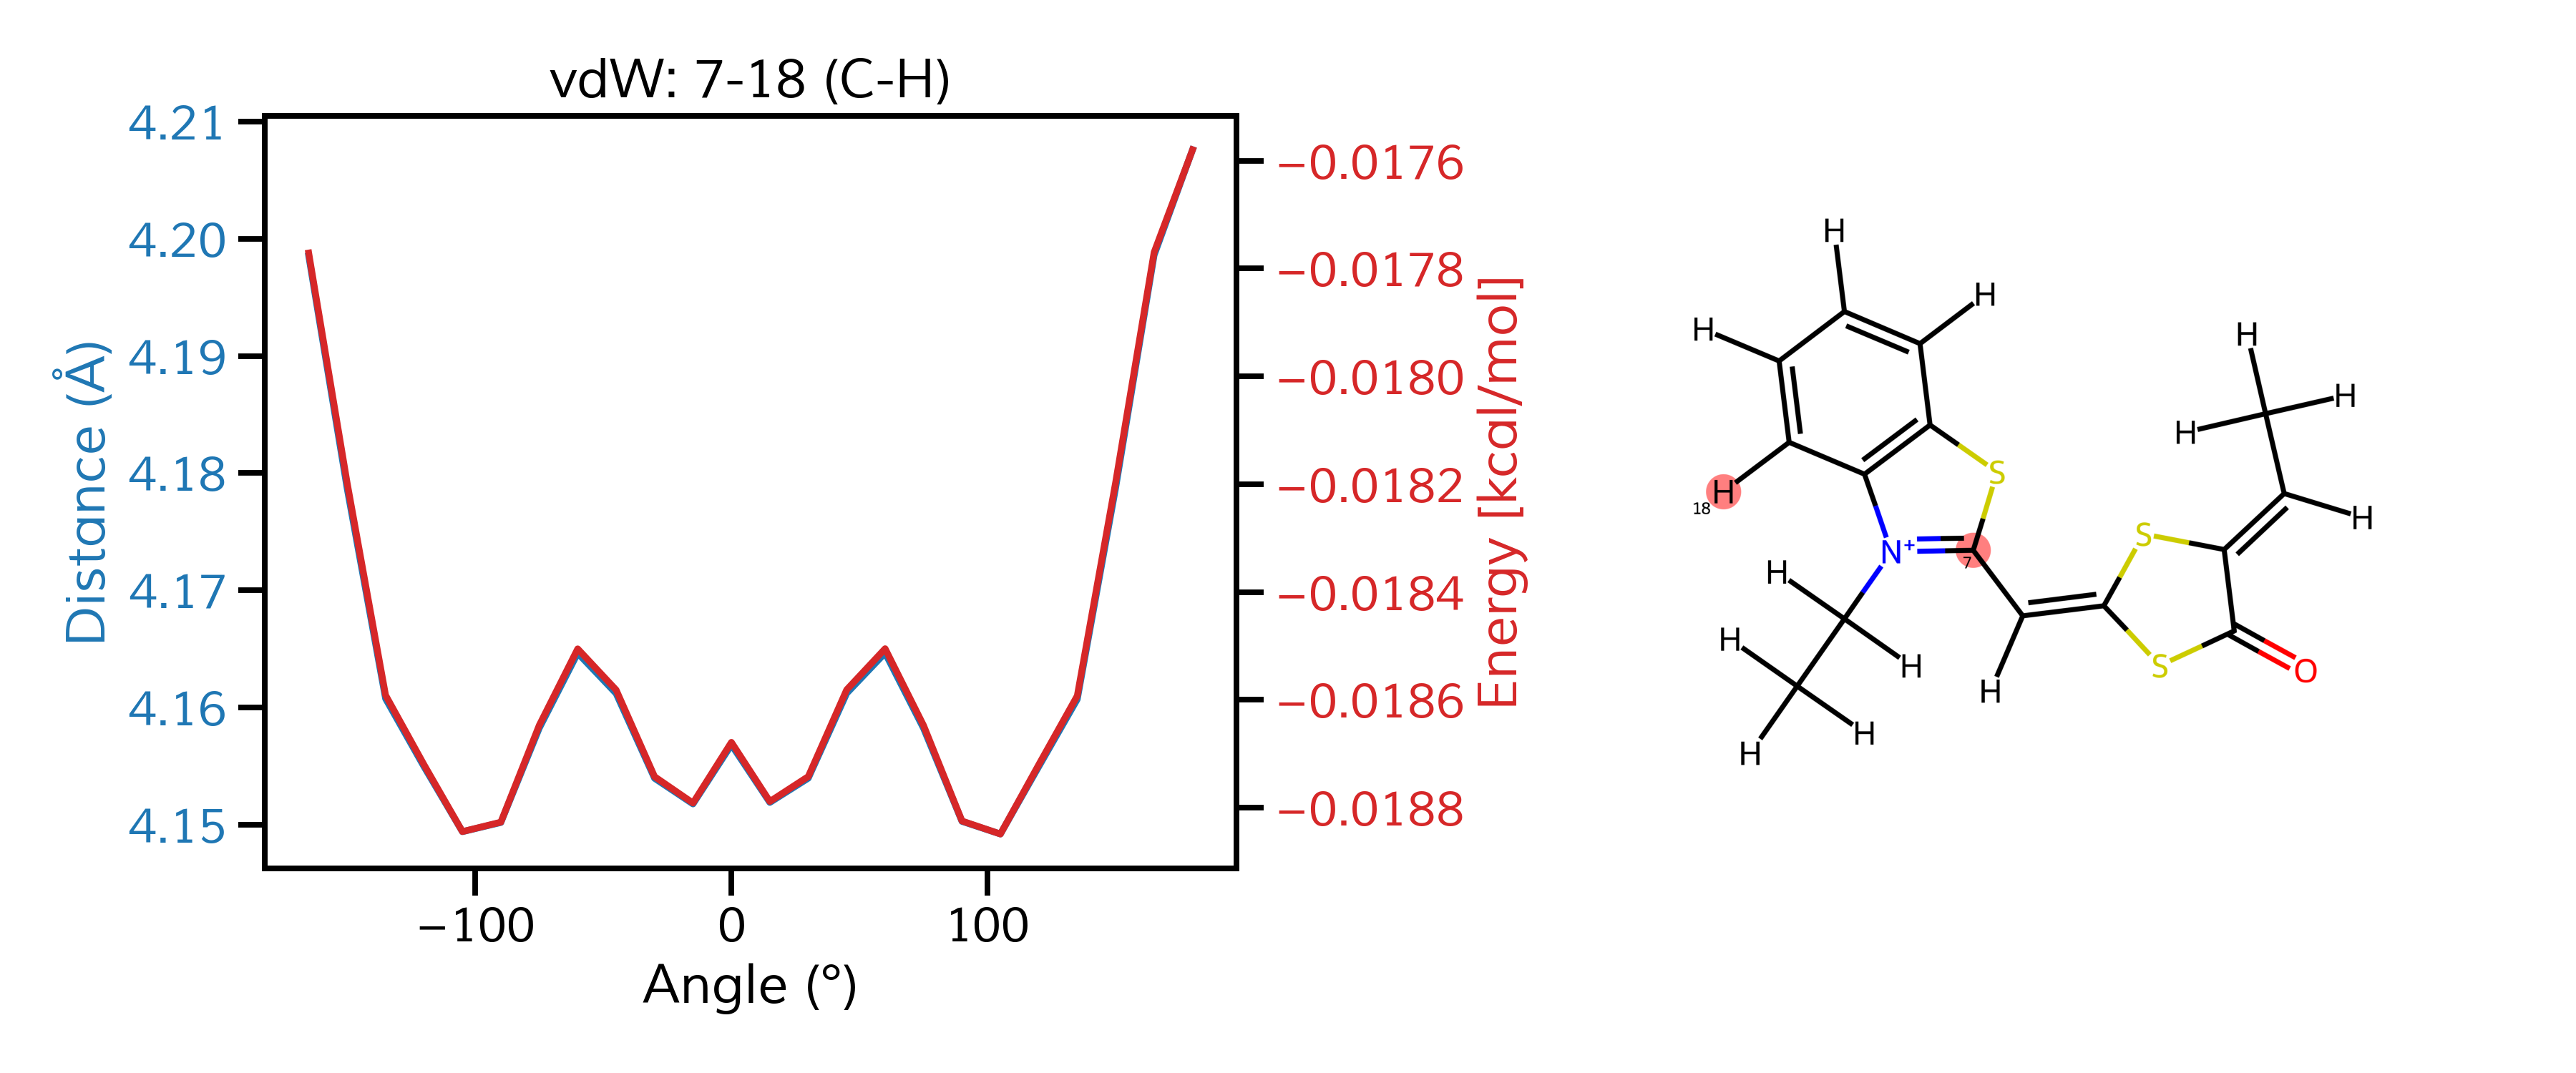 vdW: 7-18 (C-H)
4.21
4.20
4.19
4.18
4.17
4.16
4.15
Distance (Å)
−100
0
100
Angle (°)
−0.0176
−0.0178
−0.0180
−0.0182
−0.0184
−0.0186
−0.0188
Energy [kcal/mol]
H
H
H
H
H
H
S
H
18
S
H
N⁺
7
H
H
H
S
O
H
H
H